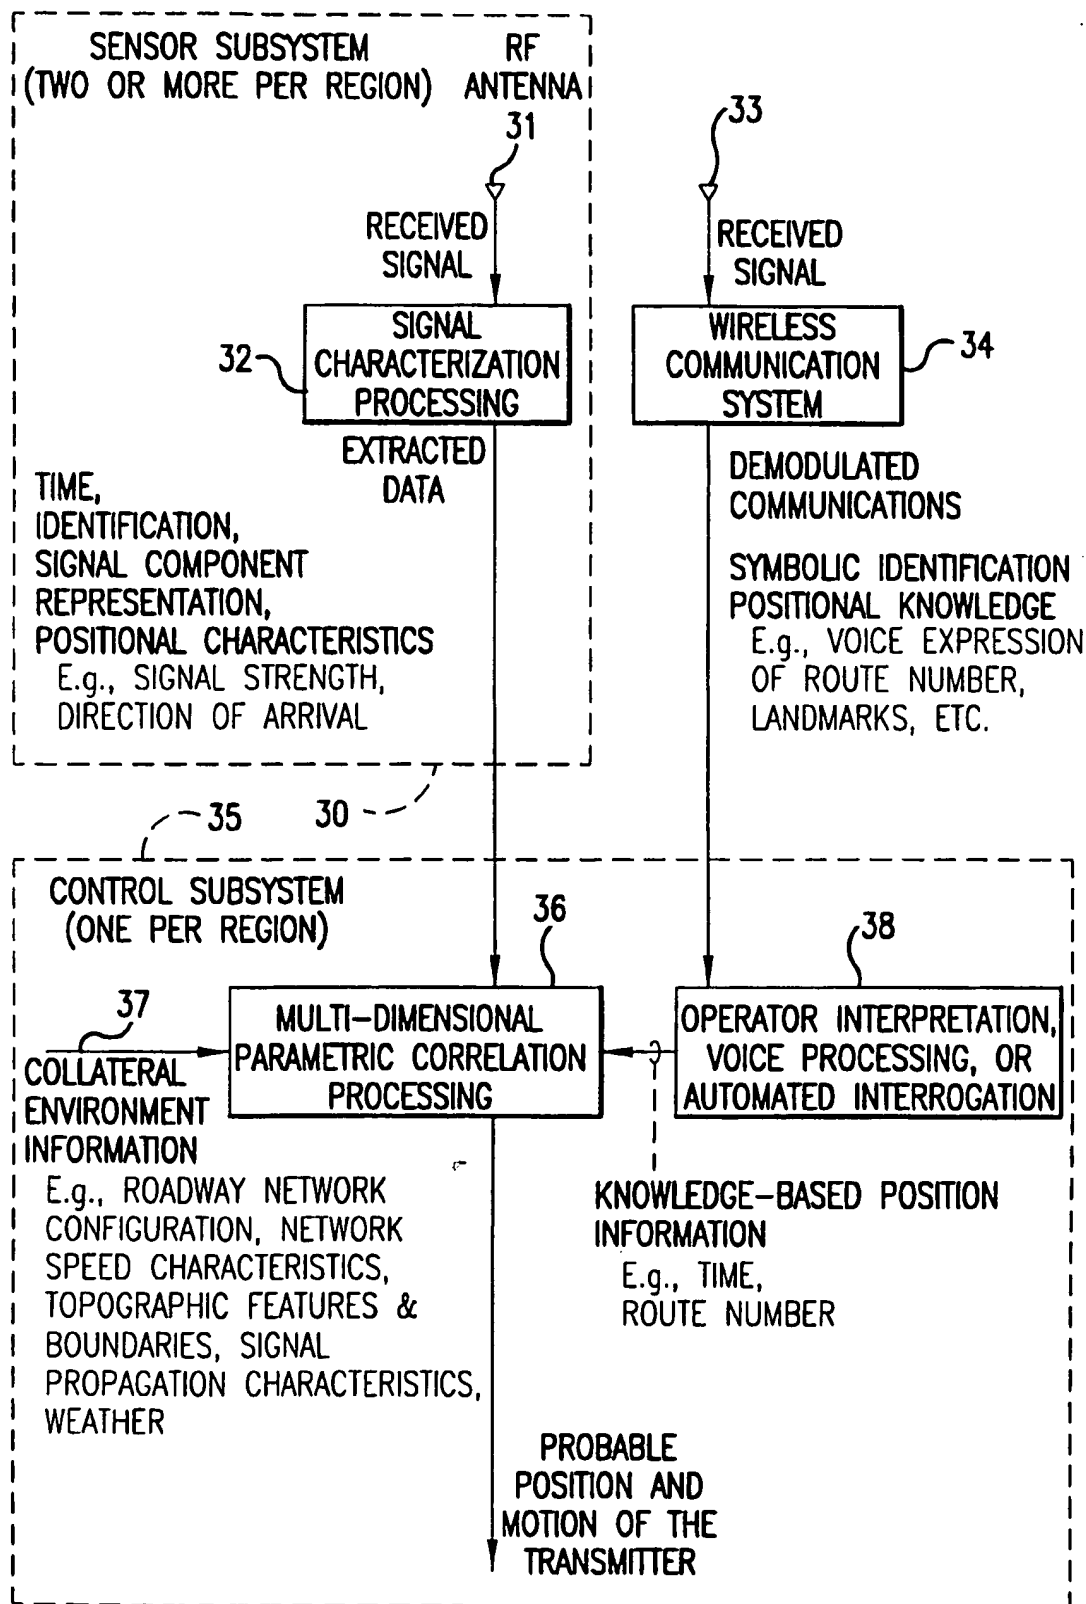 SENSOR SUBSYSTEM
(TWO OR MORE PER REGION)
RF
ANTENNA
31
33
RECEIVED
SIGNAL
RECEIVED
SIGNAL
32
SIGNAL
CHARACTERIZATION
PROCESSING
WIRELESS
COMMUNICATION
SYSTEM
34
EXTRACTED
DATA
TIME,
IDENTIFICATION,
SIGNAL COMPONENT
REPRESENTATION,
POSITIONAL CHARACTERISTICS
E.g., SIGNAL STRENGTH,
DIRECTION OF ARRIVAL
DEMODULATED
COMMUNICATIONS
SYMBOLIC IDENTIFICATION
POSITIONAL KNOWLEDGE
E.g., VOICE EXPRESSION
OF ROUTE NUMBER,
LANDMARKS, ETC.
35
30
CONTROL SUBSYSTEM
(ONE PER REGION)
36
38
37
MULTI-DIMENSIONAL
PARAMETRIC CORRELATION
PROCESSING
OPERATOR INTERPRETATION,
VOICE PROCESSING, OR
AUTOMATED INTERROGATION
COLLATERAL
ENVIRONMENT
INFORMATION
E.g., ROADWAY NETWORK
CONFIGURATION, NETWORK
SPEED CHARACTERISTICS,
TOPOGRAPHIC FEATURES &
BOUNDARIES, SIGNAL
PROPAGATION CHARACTERISTICS,
WEATHER
KNOWLEDGE-BASED POSITION
INFORMATION
E.g., TIME,
ROUTE NUMBER
PROBABLE
POSITION AND
MOTION OF THE
TRANSMITTER